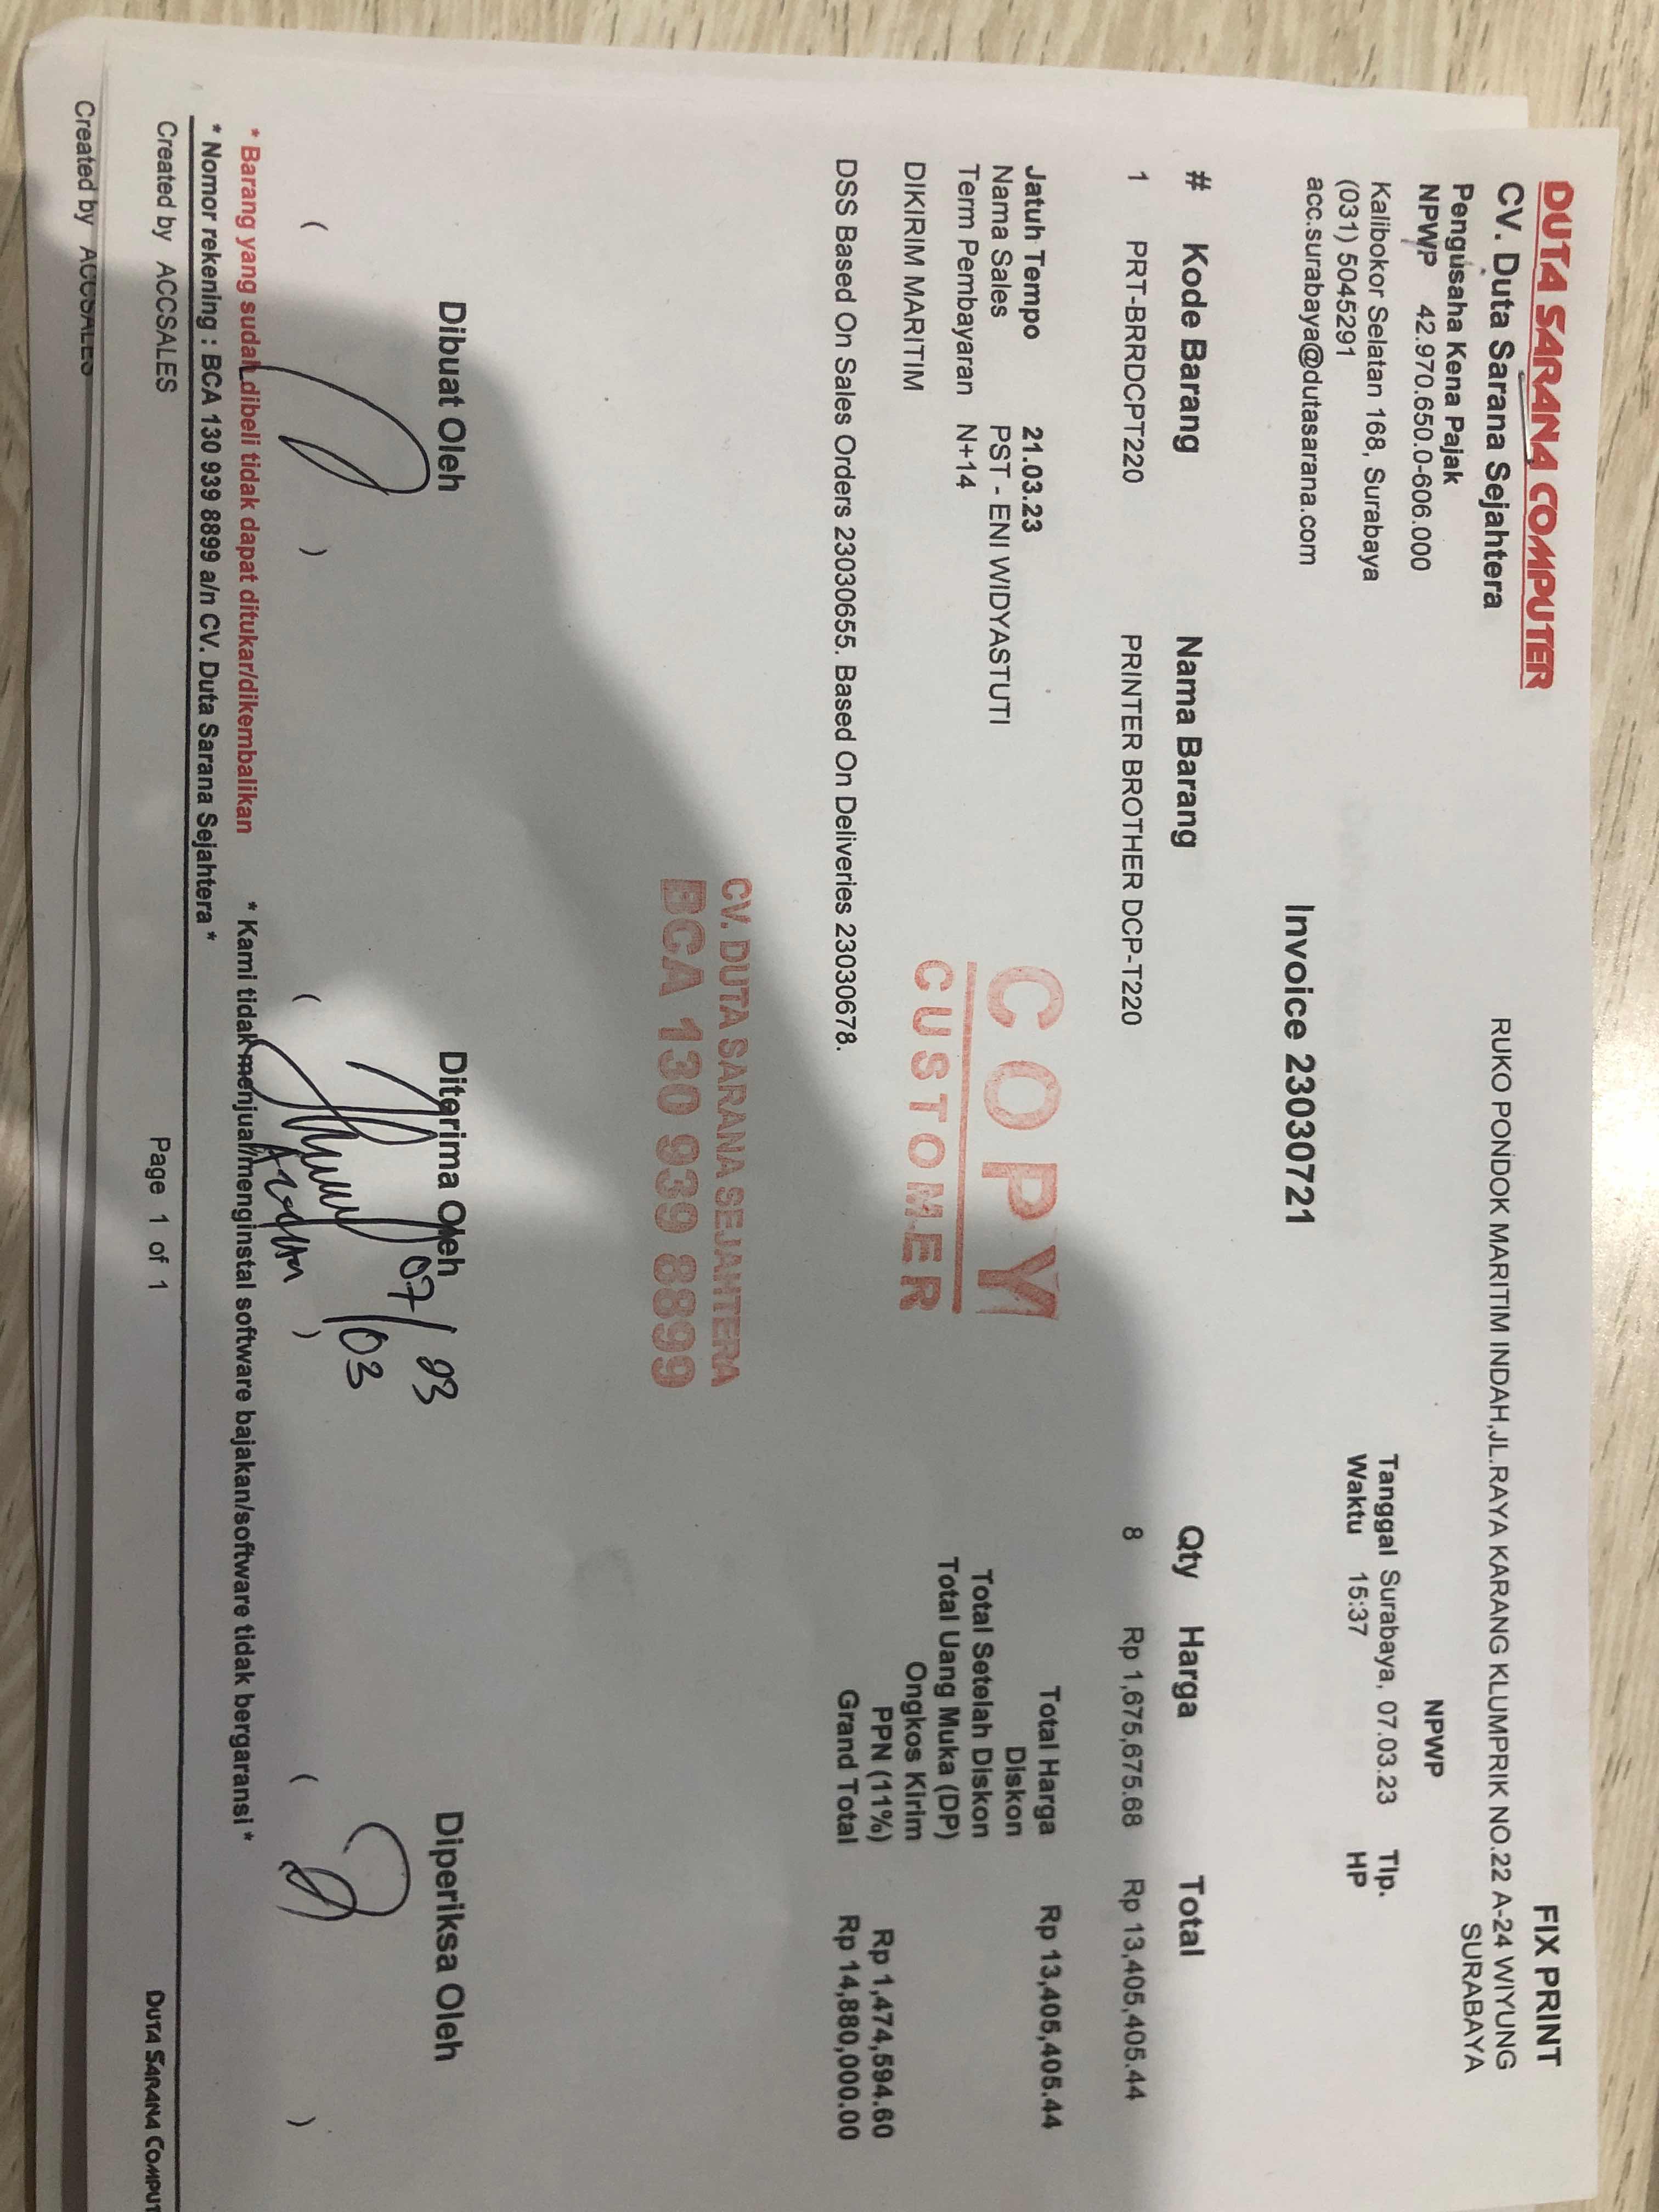 DUTA SARANA COMPUTER
CV. Duta Sarana Sejahtera
Pengusaha Kena Pajak
NPWP 42.970.650.0-606.000
Kalibokor Selatan 168, Surabaya
(031) 5045291
acc.surabaya@dutasarana.com
FIX PRINT
RUKO PONDOK MARITIM INDAH,JL.RAYA KARANG KLUMPRIK NO.22 A-24 WIYUNG
SURABAYA
NPWP
Tanggal Surabaya, 07.03.23 Tlp.
Waktu 15:37 HP
Invoice 23030721
# Kode Barang Nama Barang Qty Harga Total
1 PRT-BRRDCPT220 PRINTER BROTHER DCP-T220 8 Rp 1,675,675.68 Rp 13,405,405.44
Jatuh Tempo 21.03.23
Nama Sales PST - ENI WIDYASTUTI
Term Pembayaran N+14
DIKIRIM MARITIM
DSS Based On Sales Orders 23030655. Based On Deliveries 23030678.
COPY
CUSTOMER
Total Harga Rp 13,405,405.44
Diskon
Total Setelah Diskon
Total Uang Muka (DP)
Ongkos Kirim
PPN (11%) Rp 1,474,594.60
Grand Total Rp 14,880,000.00
CV. DUTA SARANA SEJAHTERA
BCA 130 939 8899
Dibuat Oleh Diterima Oleh Diperiksa Oleh
07/03
( ) ( ) ( )
* Barang yang sudah dibeli tidak dapat ditukar/dikembalikan * Kami tidak menjual/menginstal software bajakan/software tidak bergaransi *
* Nomor rekening : BCA 130 939 8899 a/n CV. Duta Sarana Sejahtera *
Created by ACCSALES Page 1 of 1 DUTA SARANA COMPUT
Created by ACCSALES